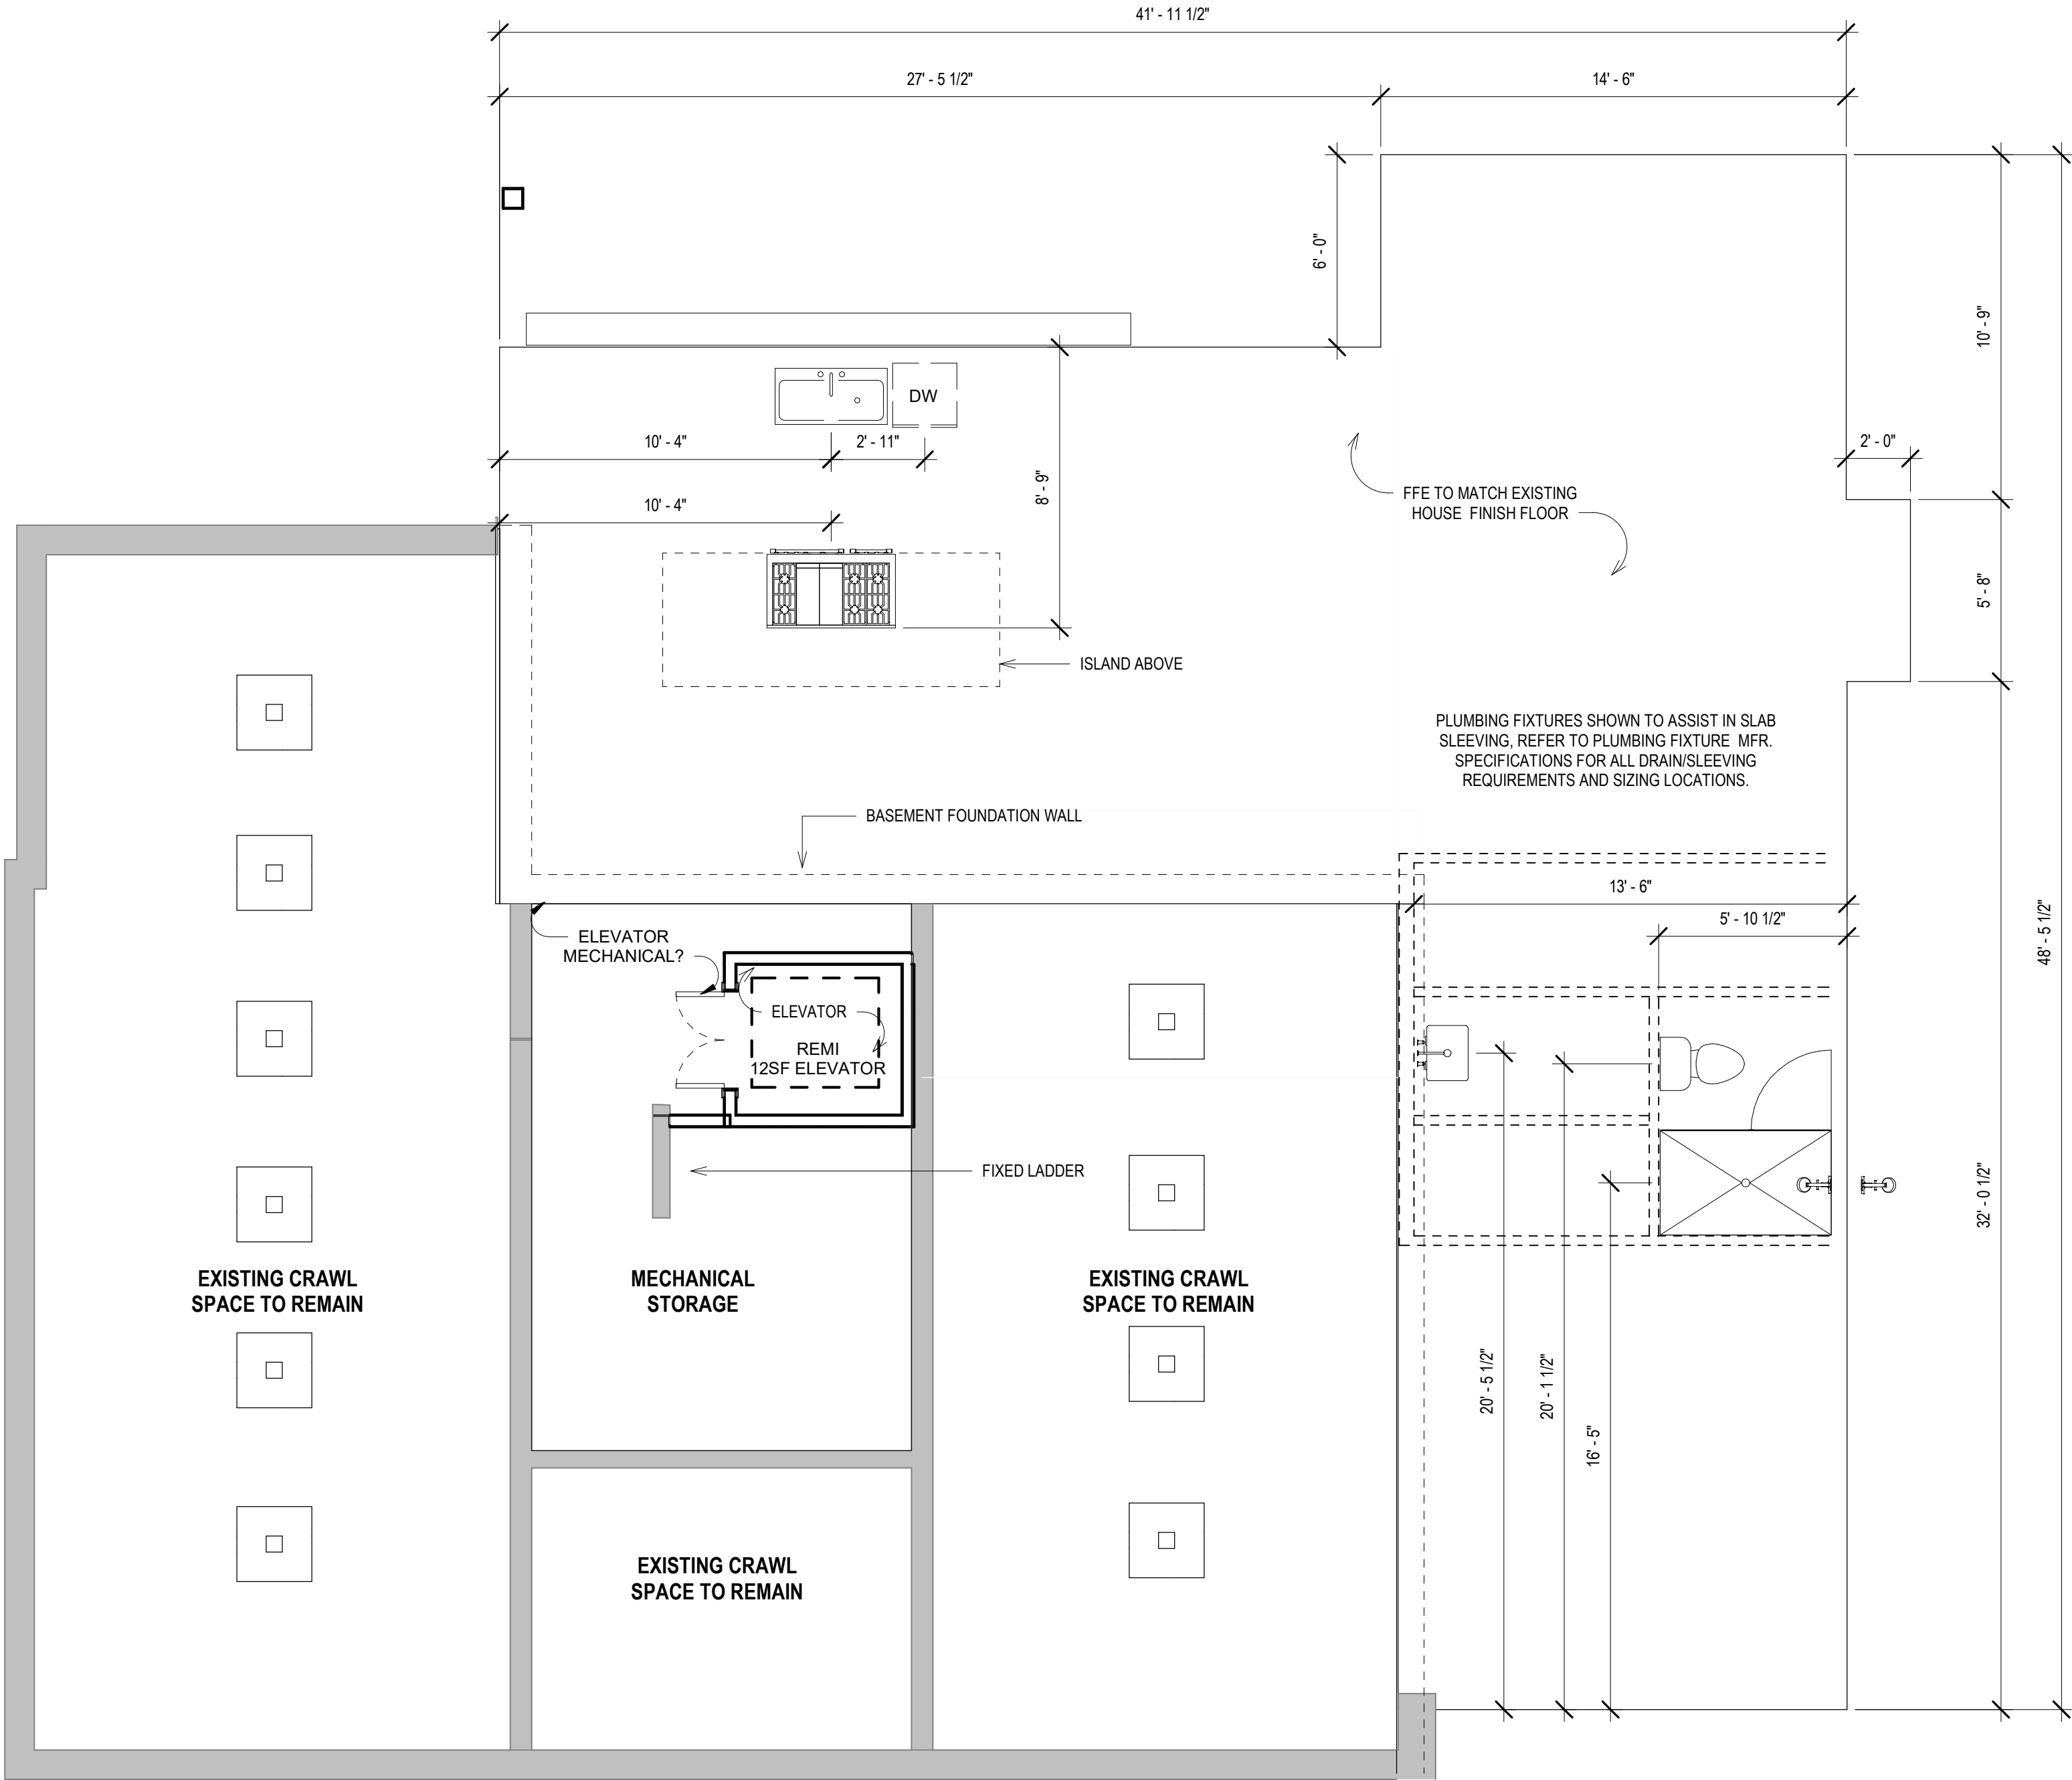 41' - 11 1/2"
27' - 5 1/2"
14' - 6"
6' - 0"
10' - 9"
DW
10' - 4"
2' - 11"
2' - 0"
8' - 9"
10' - 4"
FFE TO MATCH EXISTING
HOUSE FINISH FLOOR
5' - 8"
ISLAND ABOVE
PLUMBING FIXTURES SHOWN TO ASSIST IN SLAB
SLEEVING, REFER TO PLUMBING FIXTURE MFR.
SPECIFICATIONS FOR ALL DRAIN/SLEEVING
REQUIREMENTS AND SIZING LOCATIONS.
BASEMENT FOUNDATION WALL
13' - 6"
5' - 10 1/2"
48' - 5 1/2"
ELEVATOR
MECHANICAL?
ELEVATOR
REMI
12SF ELEVATOR
FIXED LADDER
32' - 0 1/2"
EXISTING CRAWL
SPACE TO REMAIN
MECHANICAL
STORAGE
EXISTING CRAWL
SPACE TO REMAIN
20' - 5 1/2"
20' - 1 1/2"
16' - 5"
EXISTING CRAWL
SPACE TO REMAIN